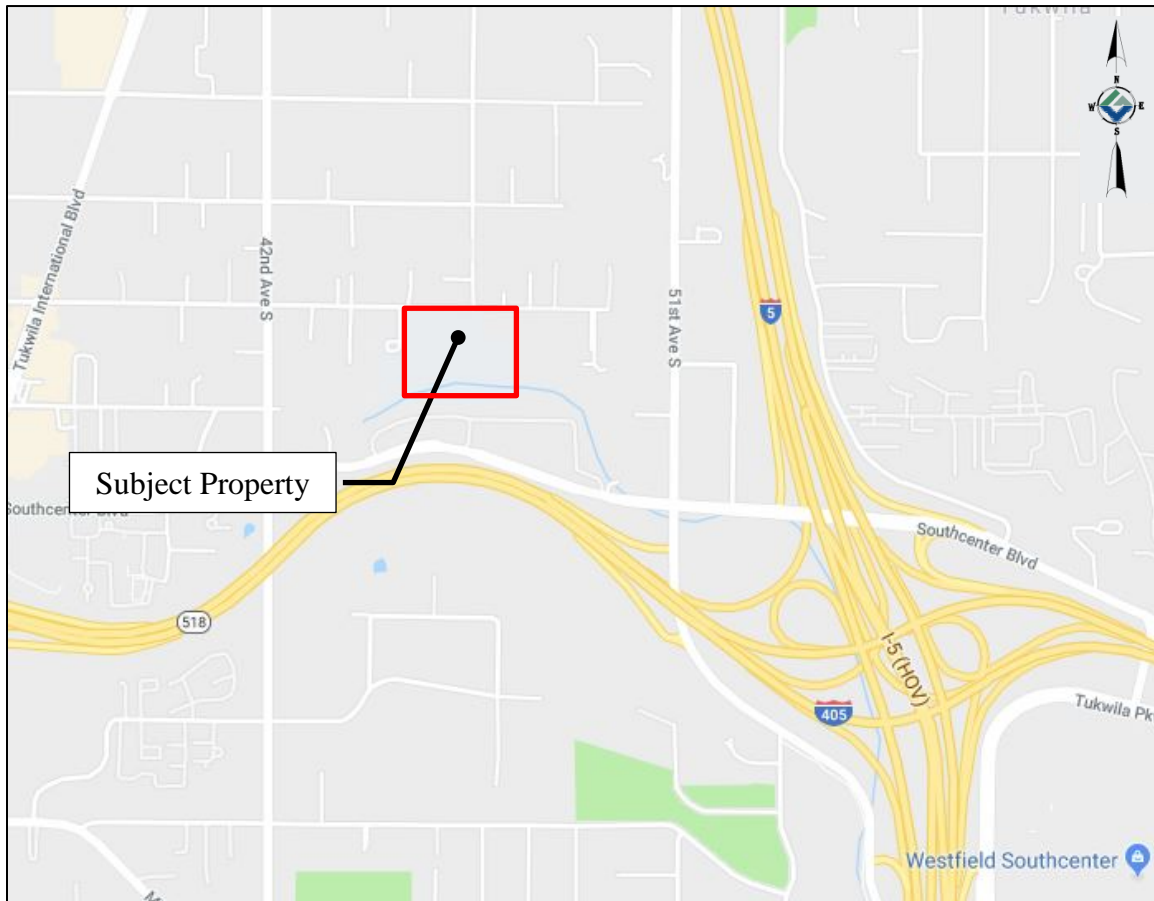 Tukwila
N
W E
S
Tukwila International Blvd
42nd Ave S
51st Ave S
5
Subject Property
Southcenter Blvd
Southcenter Blvd
518
I-5 (HOV)
405
Tukwila Pk
Westfield Southcenter
M